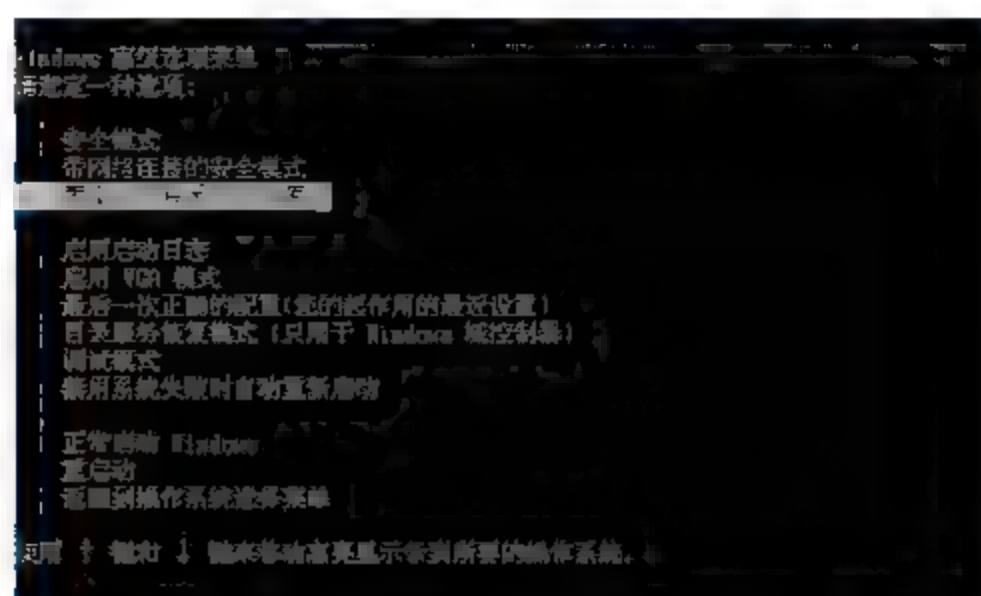 Windows 高级选项菜单
请选定一种选项:
安全模式
带网络连接的安全模式
启用启动日志
启用 VGA 模式
最后一次正确的配置(您的起作用的最近设置)
目录服务恢复模式 (只用于 Windows 域控制器)
调试模式
禁用系统失败时自动重新启动
正常启动 Windows
重启动
返回到操作系统选择菜单
使用 ↑ 键和 ↓ 键来移动高亮显示条到所要的操作系统。